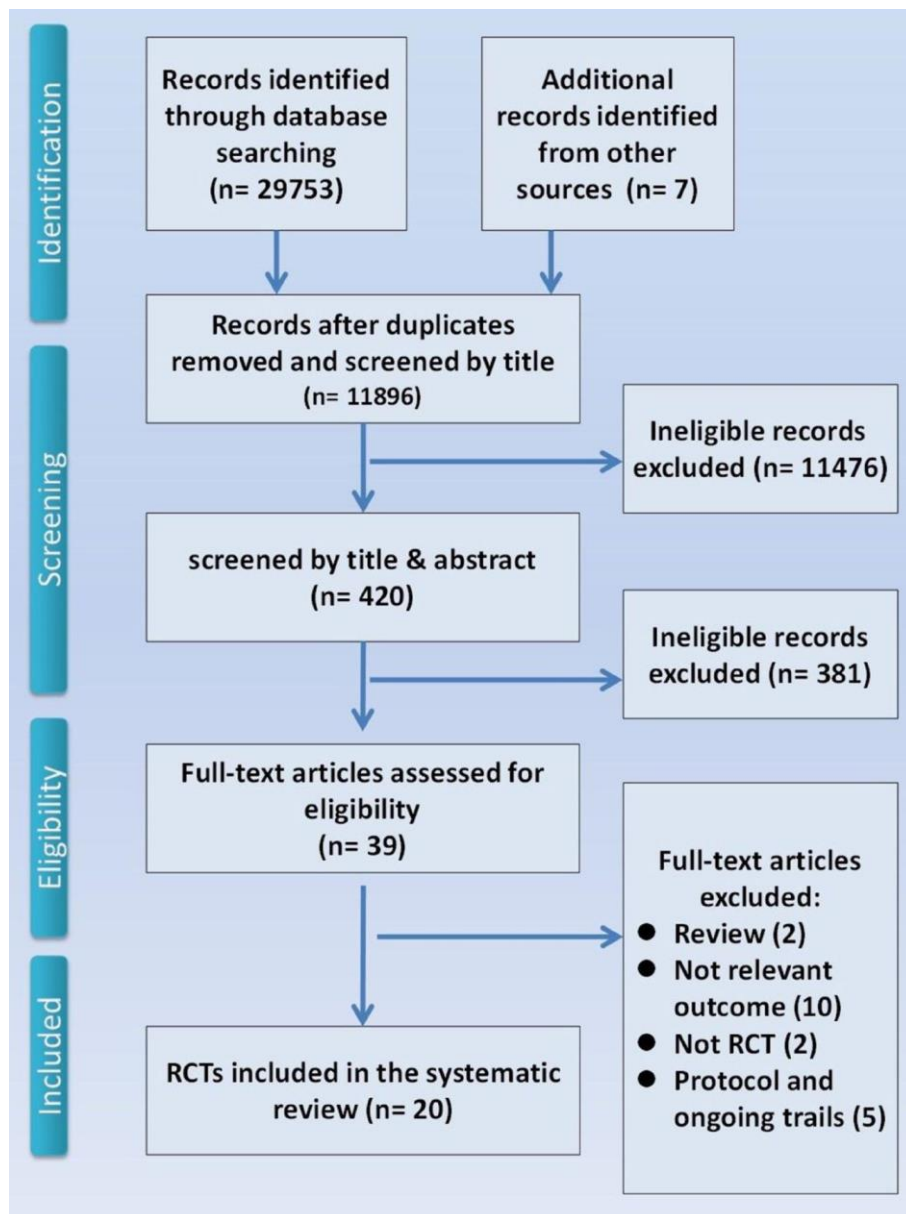 Identification
Records identified
through database
searching
(n= 29753)
Additional
records identified
from other
sources (n= 7)
Records after duplicates
removed and screened by title
(n= 11896)
Screening
Ineligible records
excluded (n= 11476)
screened by title & abstract
(n= 420)
Ineligible records
excluded (n= 381)
Eligibility
Full-text articles assessed for
eligibility
(n= 39)
Full-text articles
excluded:
● Review (2)
● Not relevant
outcome (10)
● Not RCT (2)
● Protocol and
ongoing trails (5)
Included
RCTs included in the systematic
review (n= 20)